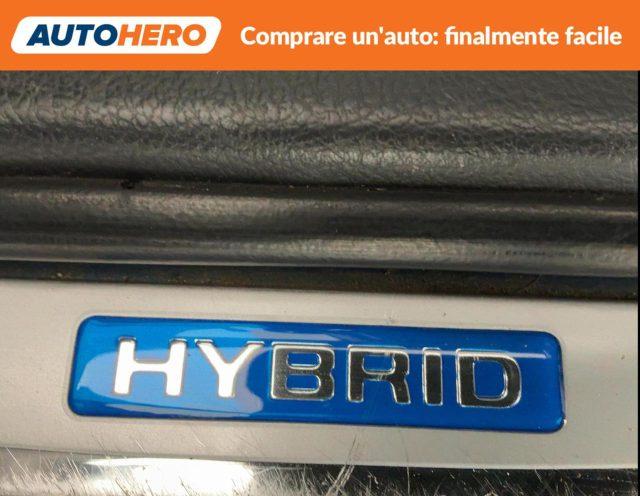 AUTOHERO Comprare un'auto: finalmente facile
HYBRID